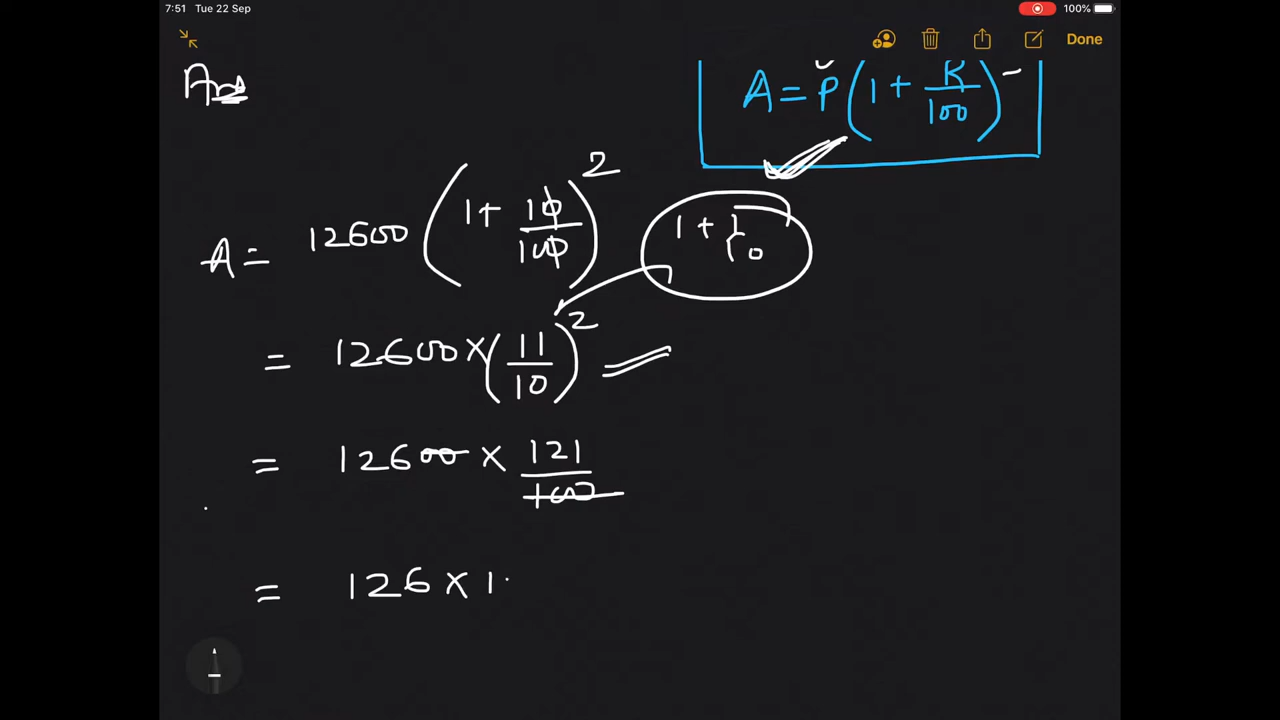 7:51 Tue 22 Sep
100%
Done
Ans
A = P(1 + R/100)
A = 12600 (1 + 10/100)^2
1 + 1/10
= 12600 × (11/10)^2
= 12600 × 121/100
= 126 × 1